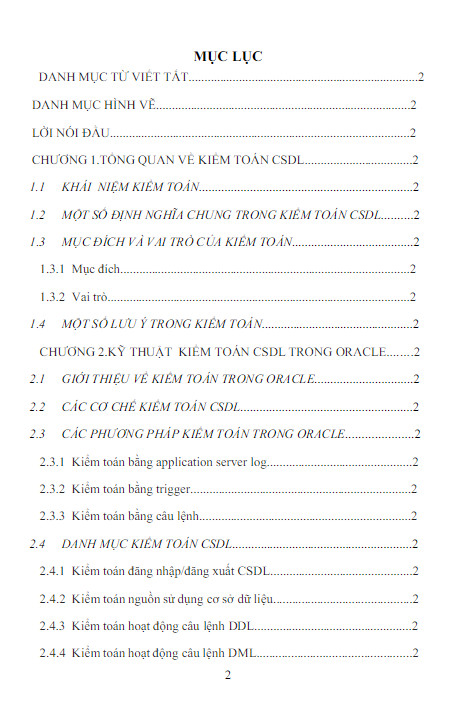 MỤC LỤC
DANH MỤC TỪ VIẾT TẮT..............................................................................2
DANH MỤC HÌNH VẼ.......................................................................................2
LỜI NÓI ĐẦU.......................................................................................................2
CHƯƠNG 1.TỔNG QUAN VỀ KIỂM TOÁN CSDL.....................................2
1.1 KHÁI NIỆM KIỂM TOÁN.........................................................................2
1.2 MỘT SỐ ĐỊNH NGHĨA CHUNG TRONG KIỂM TOÁN CSDL..........2
1.3 MỤC ĐÍCH VÀ VAI TRÒ CỦA KIỂM TOÁN.........................................2
1.3.1 Mục đích....................................................................................................2
1.3.2 Vai trò........................................................................................................2
1.4 MỘT SỐ LƯU Ý TRONG KIỂM TOÁN...................................................2
CHƯƠNG 2.KỸ THUẬT KIỂM TOÁN CSDL TRONG ORACLE........2
2.1 GIỚI THIỆU VỀ KIỂM TOÁN TRONG ORACLE..................................2
2.2 CÁC CƠ CHẾ KIỂM TOÁN CSDL...........................................................2
2.3 CÁC PHƯƠNG PHÁP KIỂM TOÁN TRONG ORACLE.....................2
2.3.1 Kiểm toán bằng application server log..................................................2
2.3.2 Kiểm toán bằng trigger............................................................................2
2.3.3 Kiểm toán bằng câu lệnh.........................................................................2
2.4 DANH MỤC KIỂM TOÁN CSDL..............................................................2
2.4.1 Kiểm toán đăng nhập/đăng xuất CSDL.................................................2
2.4.2 Kiểm toán nguồn sử dụng cơ sở dữ liệu................................................2
2.4.3 Kiểm toán hoạt động câu lệnh DDL......................................................2
2.4.4 Kiểm toán hoạt động câu lệnh DML......................................................2
2